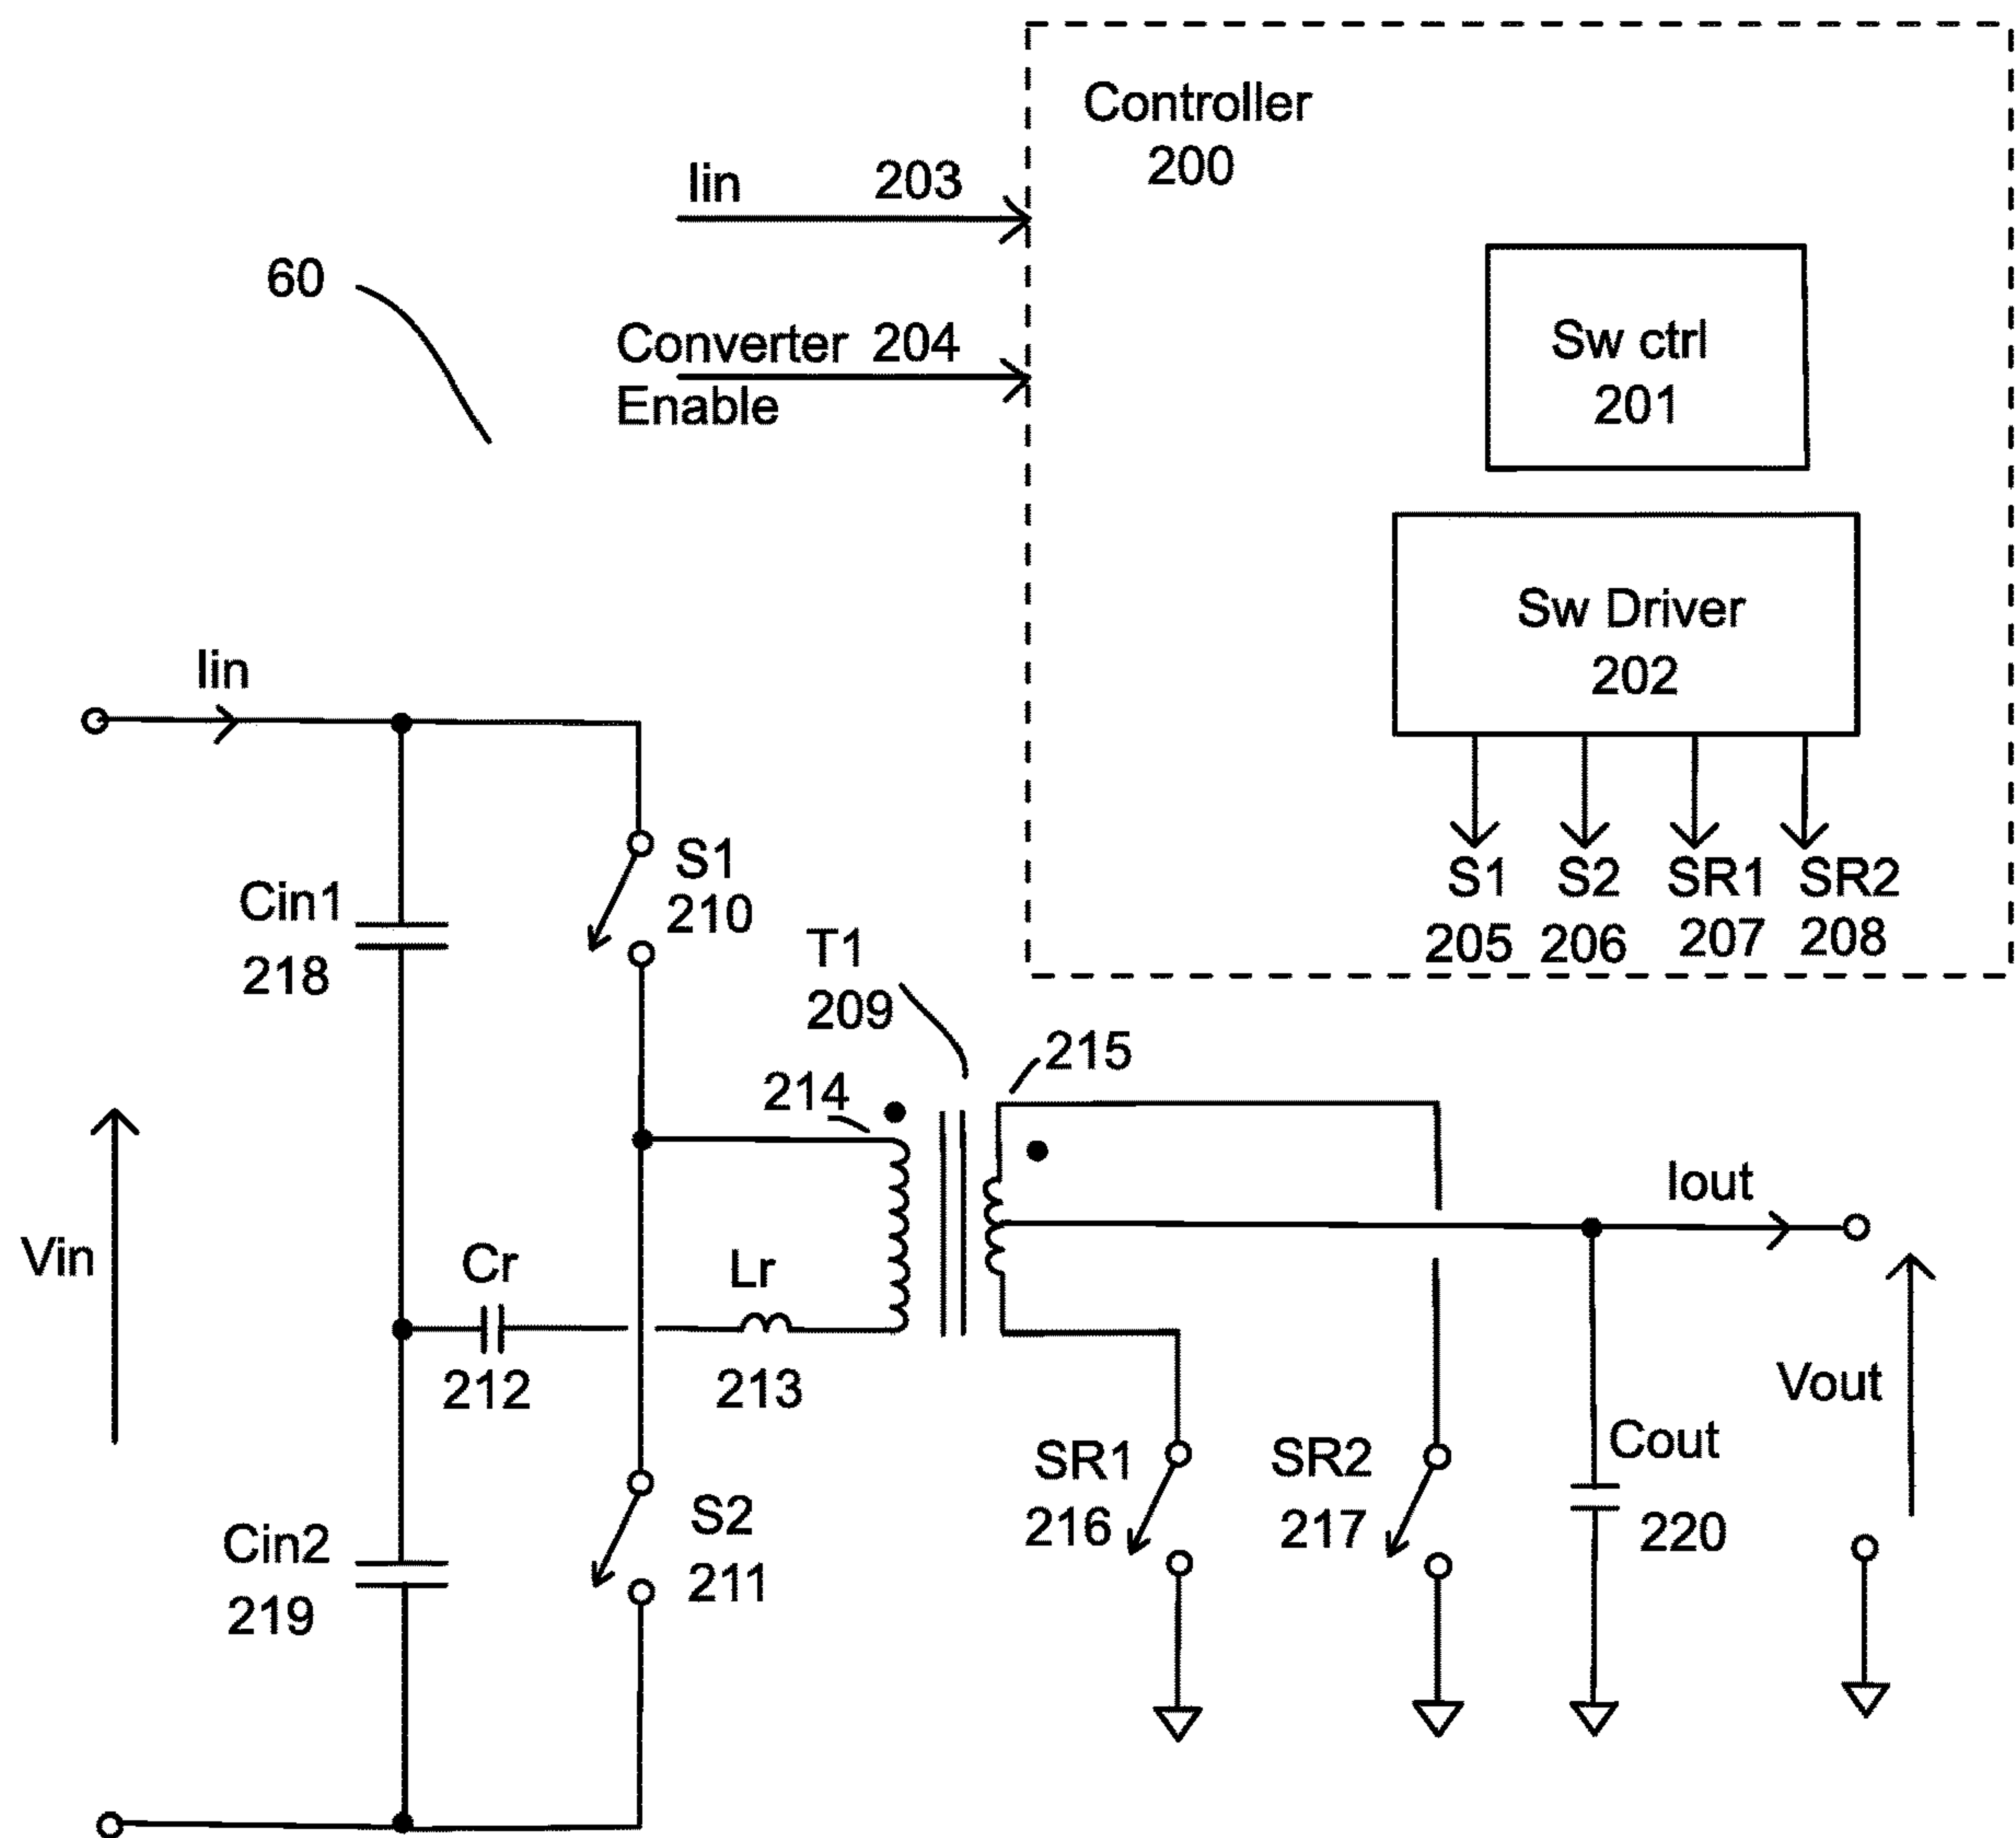 Controller
200
Iin 203
60
Converter 204
Enable
Sw ctrl
201
Sw Driver
202
S1 S2 SR1 SR2
205 206 207 208
Iin
S1
210
Cin1
218
T1
209
215
214
Iout
Vin
Cr
212
Lr
213
Vout
SR1
216
SR2
217
Cout
220
S2
211
Cin2
219